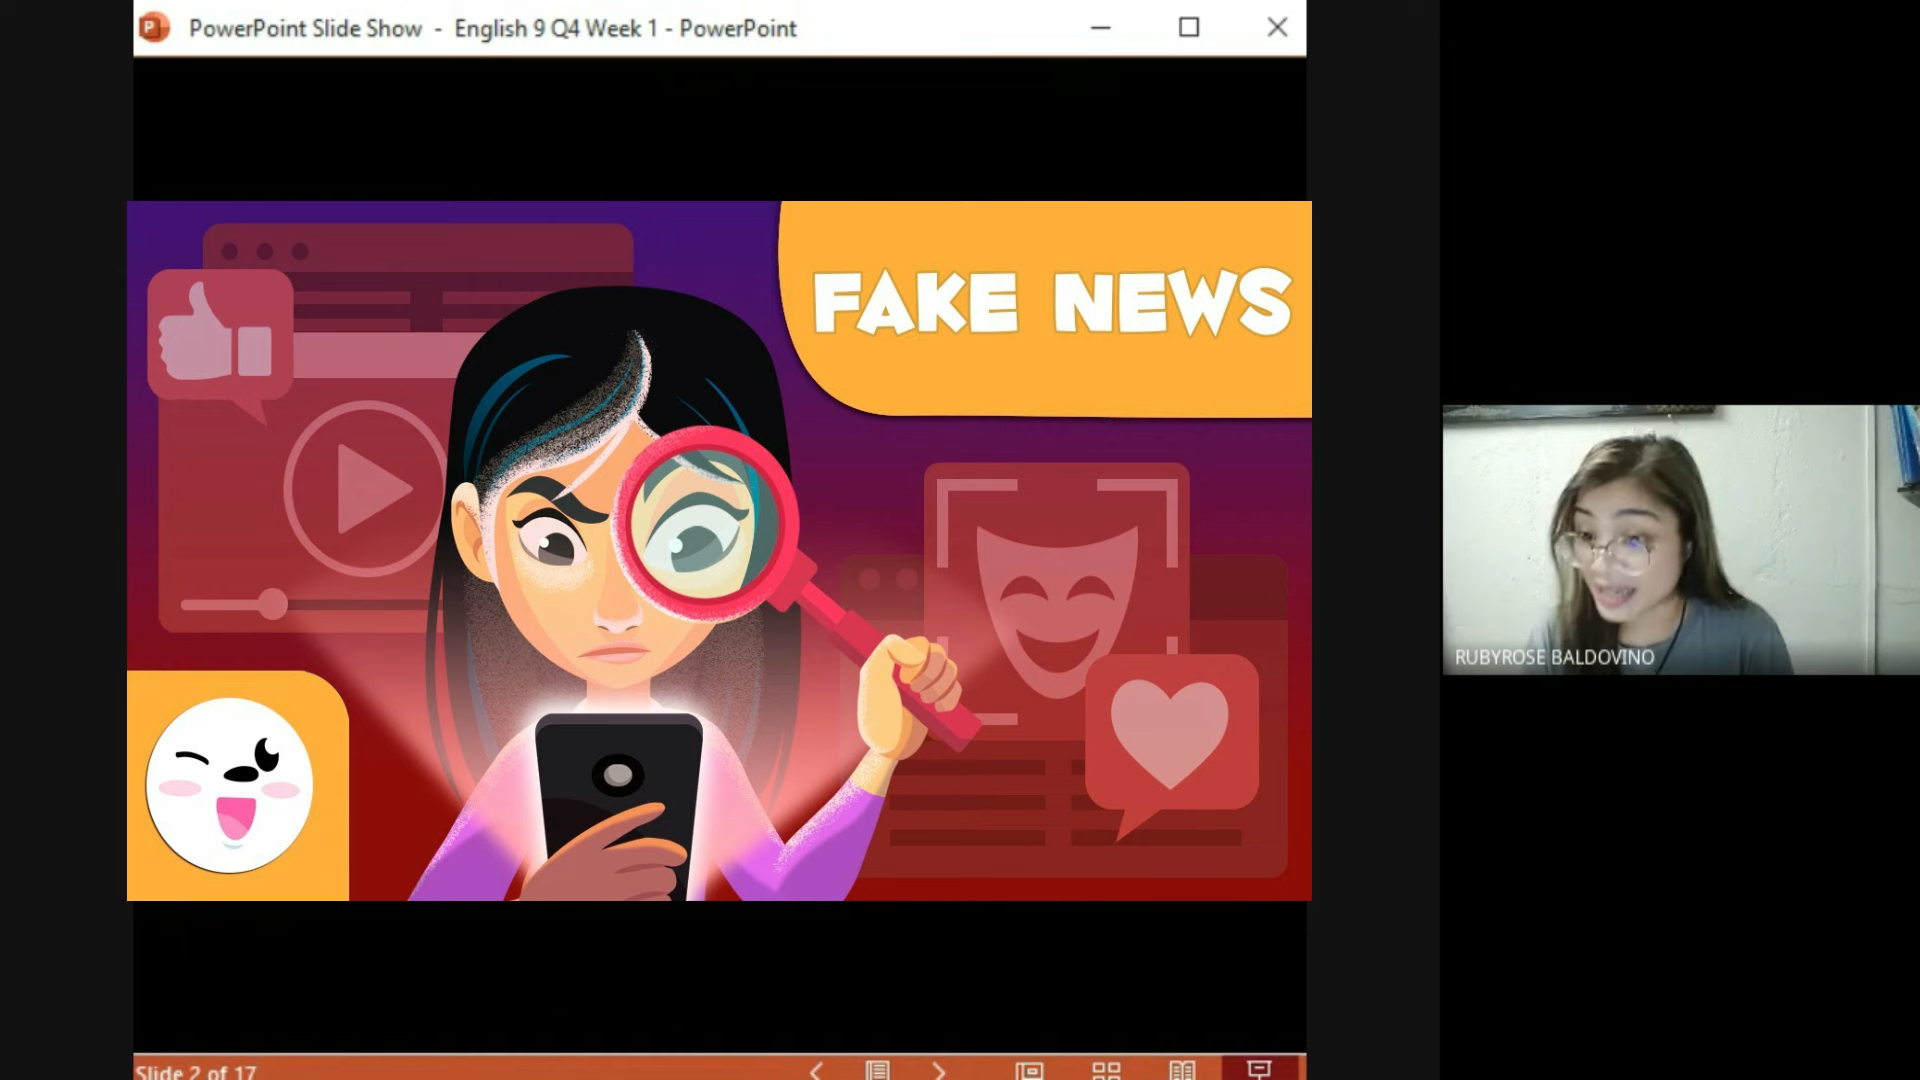 PowerPoint Slide Show - English 9 Q4 Week 1 - PowerPoint
FAKE NEWS
RUBYROSE BALDOVINO
Slide 2 of 17